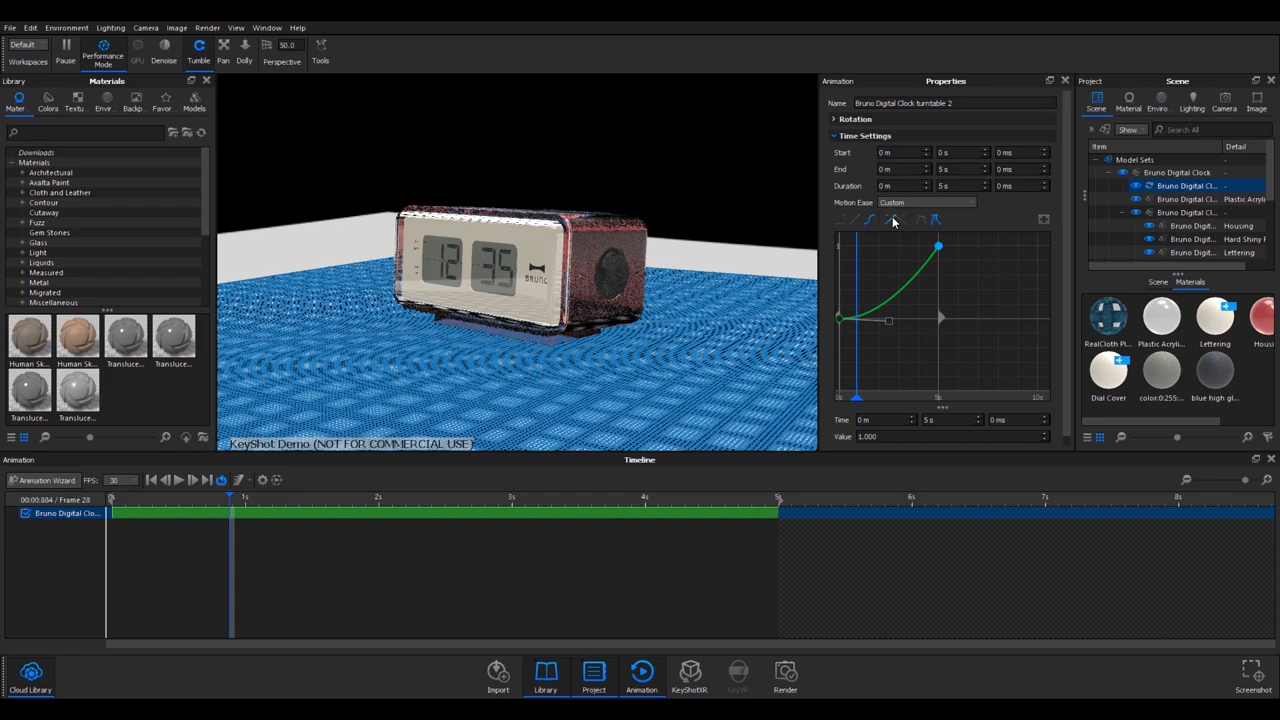 File Edit Environment Lighting Camera Image Render View Window Help
Default 50.0
Workspaces Pause Performance Mode GPU Denoise Tumble Pan Dolly Perspective Tools
Library Materials
Mater... Colors Textu... Envir... Backp... Favor... Models
Downloads
Materials
Architectural
Axalta Paint
Cloth and Leather
Contour
Cutaway
Fuzz
Gem Stones
Glass
Light
Liquids
Measured
Metal
Migrated
Miscellaneous
Human Sk... Human Sk... Transluce... Transluce...
Transluce... Transluce...
12 35 BRUNO
KeyShot Demo (NOT FOR COMMERCIAL USE)
Animation Properties
Name Bruno Digital Clock turntable 2
Rotation
Time Settings
Start 0 m 0 s 0 ms
End 0 m 5 s 0 ms
Duration 0 m 5 s 0 ms
Motion Ease Custom
1
0s 5s 10s
Time 0 m 5 s 0 ms
Value 1.000
Project Scene
Scene Material Enviro... Lighting Camera Image
Show Search All
Item Detail
Model Sets -
Bruno Digital Clock -
Bruno Digital Cl... -
Bruno Digital Cl... Plastic Acryli
Bruno Digital Cl... -
Bruno Digit... Housing
Bruno Digit... Hard Shiny P
Bruno Digit... Lettering
Scene Materials
RealCloth Pl... Plastic Acryli... Lettering Housi
Dial Cover color:0:255:... blue high gl...
Animation Timeline
Animation Wizard FPS: 30
00:00:884 / Frame 28 0s 1s 2s 3s 4s 5s 6s 7s 8s
Bruno Digital Clo...
Cloud Library Import Library Project Animation KeyShotXR KeyVR Render Screenshot